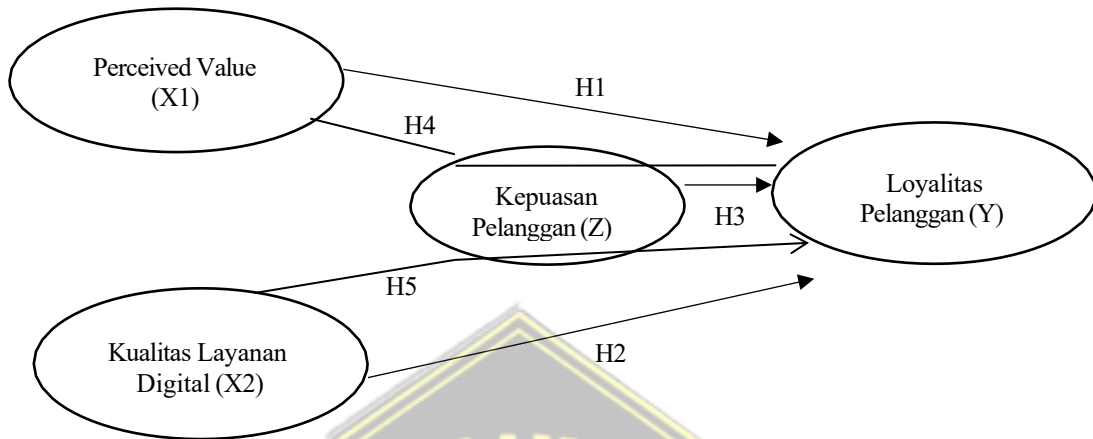 Perceived Value
(X1)
H1
H4
Kepuasan
Pelanggan (Z)
Loyalitas
Pelanggan (Y)
H3
H5
Kualitas Layanan
Digital (X2)
H2